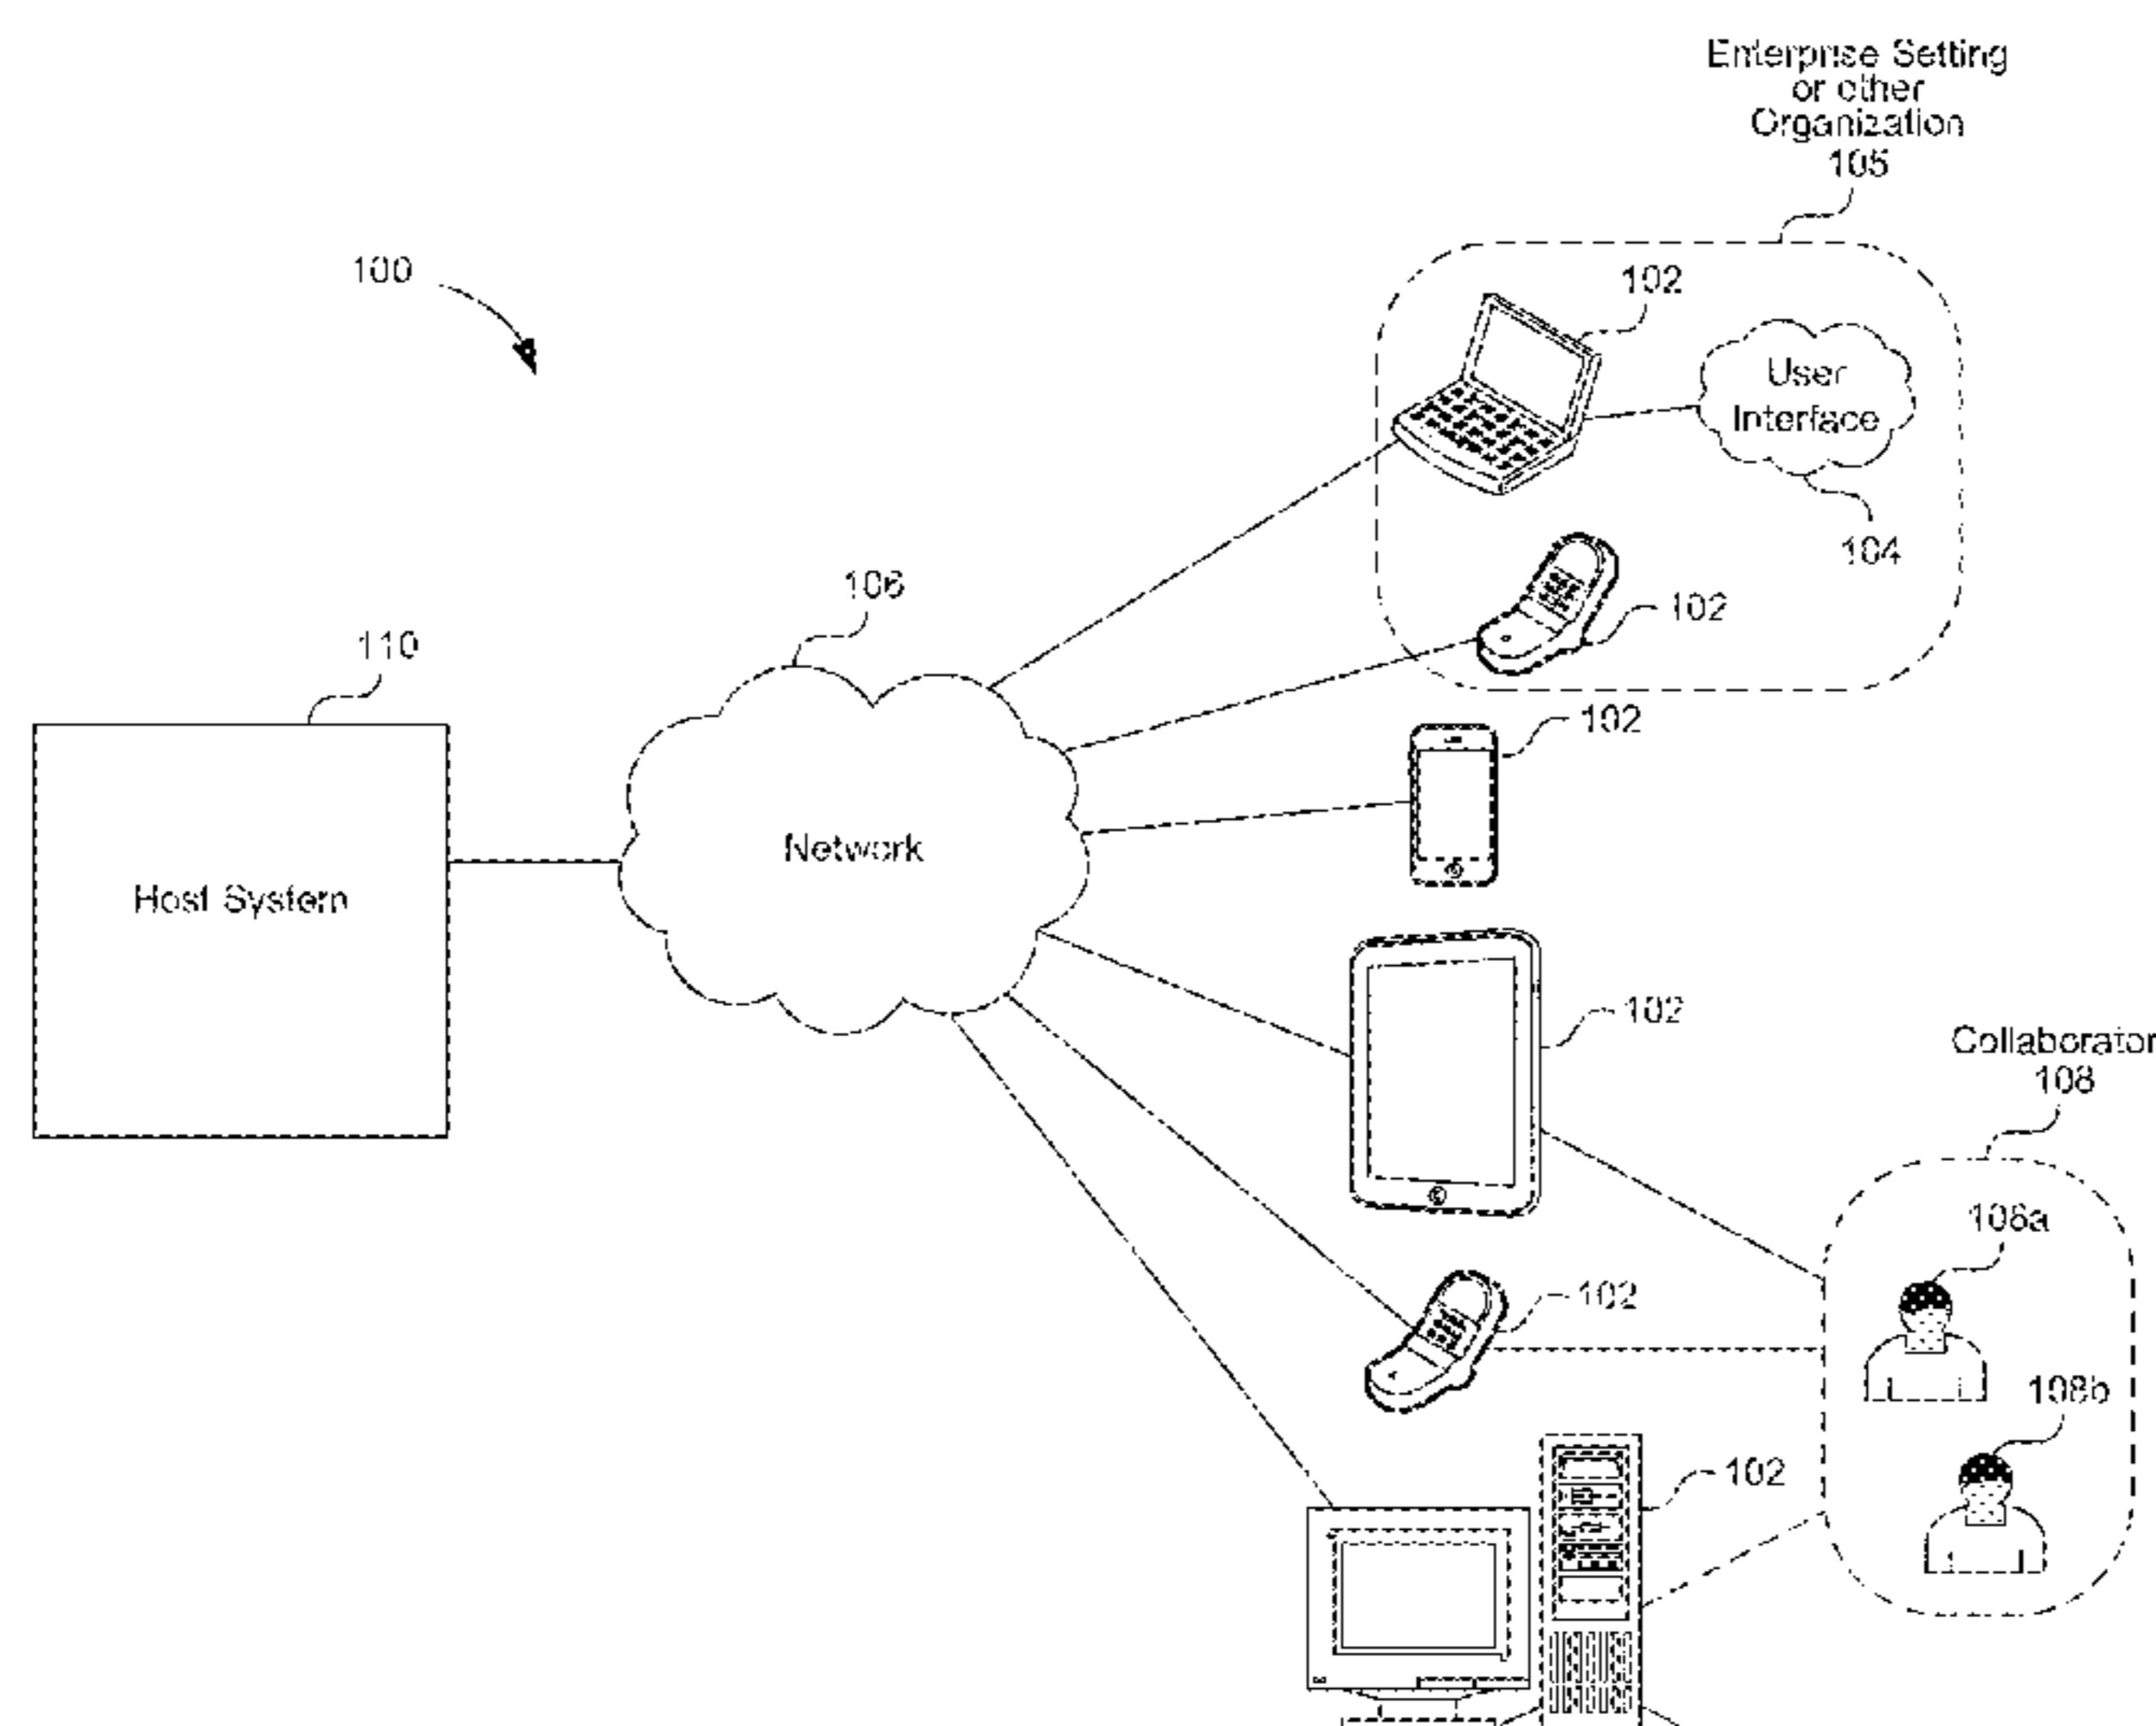 Enterprise Setting
or other
Organization
105
100
102
User
Interface
104
102
106
110
102
Network
Host System
102
Collaborator
108
108a
102
108b
102